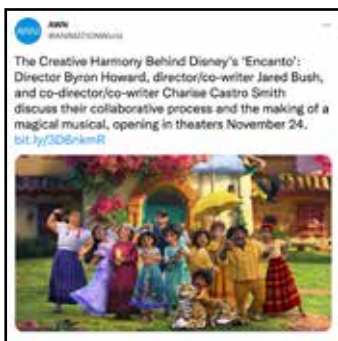 AWN
@ANIMATIONWorld
The Creative Harmony Behind Disney's 'Encanto':
Director Byron Howard, director/co-writer Jared Bush,
and co-director/co-writer Charise Castro Smith
discuss their collaborative process and the making of a
magical musical, opening in theaters November 24.
bit.ly/3D6nkmR